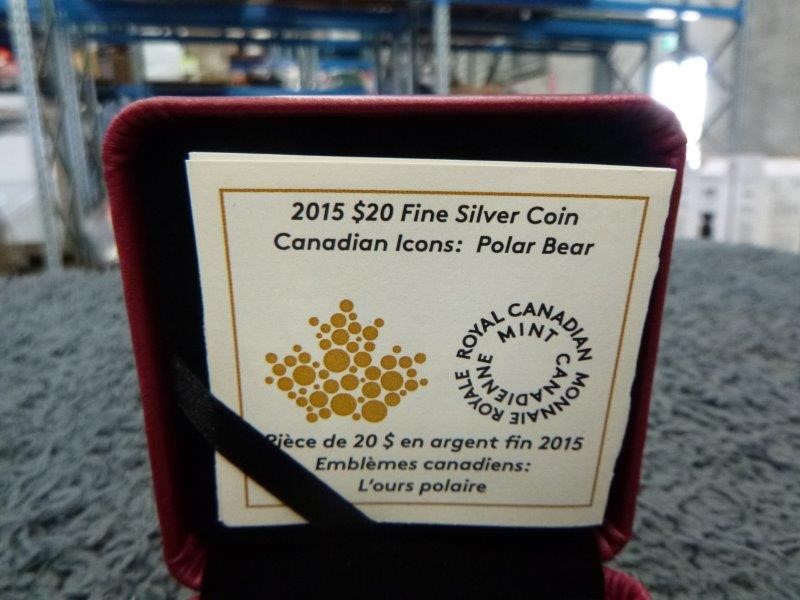 2015 $20 Fine Silver Coin
Canadian Icons: Polar Bear
ROYAL CANADIAN
MINT
MONNAIE ROYALE
CANADIENNE
Pièce de 20 $ en argent fin 2015
Emblèmes canadiens:
L'ours polaire